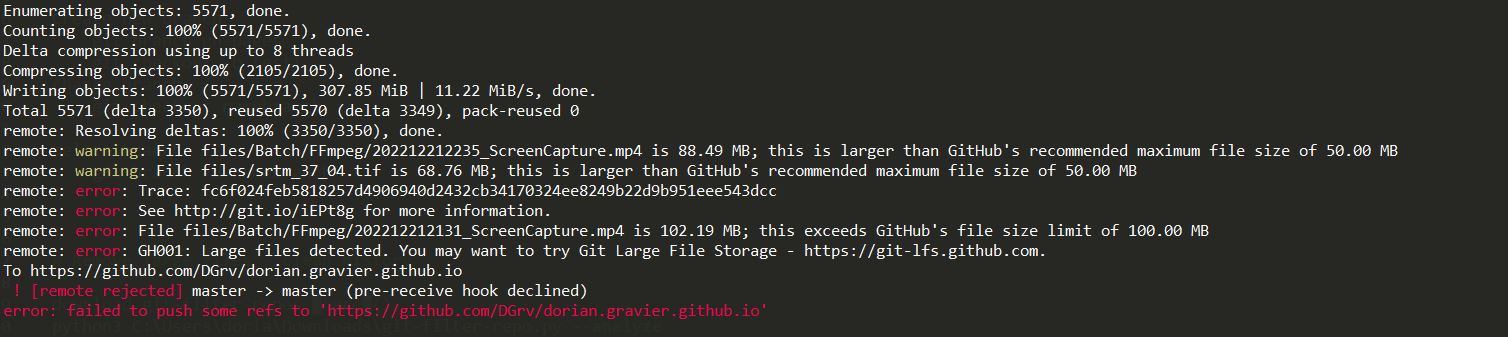 Enumerating objects: 5571, done.
Counting objects: 100% (5571/5571), done.
Delta compression using up to 8 threads
Compressing objects: 100% (2105/2105), done.
Writing objects: 100% (5571/5571), 307.85 MiB | 11.22 MiB/s, done.
Total 5571 (delta 3350), reused 5570 (delta 3349), pack-reused 0
remote: Resolving deltas: 100% (3350/3350), done.
remote: warning: File files/Batch/FFmpeg/202212212235_ScreenCapture.mp4 is 88.49 MB; this is larger than GitHub's recommended maximum file size of 50.00 MB
remote: warning: File files/srtm_37_04.tif is 68.76 MB; this is larger than GitHub's recommended maximum file size of 50.00 MB
remote: error: Trace: fc6f024feb5818257d4906940d2432cb34170324ee8249b22d9b951eee543dcc
remote: error: See http://git.io/iEPt8g for more information.
remote: error: File files/Batch/FFmpeg/202212212131_ScreenCapture.mp4 is 102.19 MB; this exceeds GitHub's file size limit of 100.00 MB
remote: error: GH001: Large files detected. You may want to try Git Large File Storage - https://git-lfs.github.com.
To https://github.com/DGrv/dorian.gravier.github.io
! [remote rejected] master -> master (pre-receive hook declined)
error: failed to push some refs to 'https://github.com/DGrv/dorian.gravier.github.io'
python3 C:\Users\doria\Downloads\git-filter-repo.py --analyze